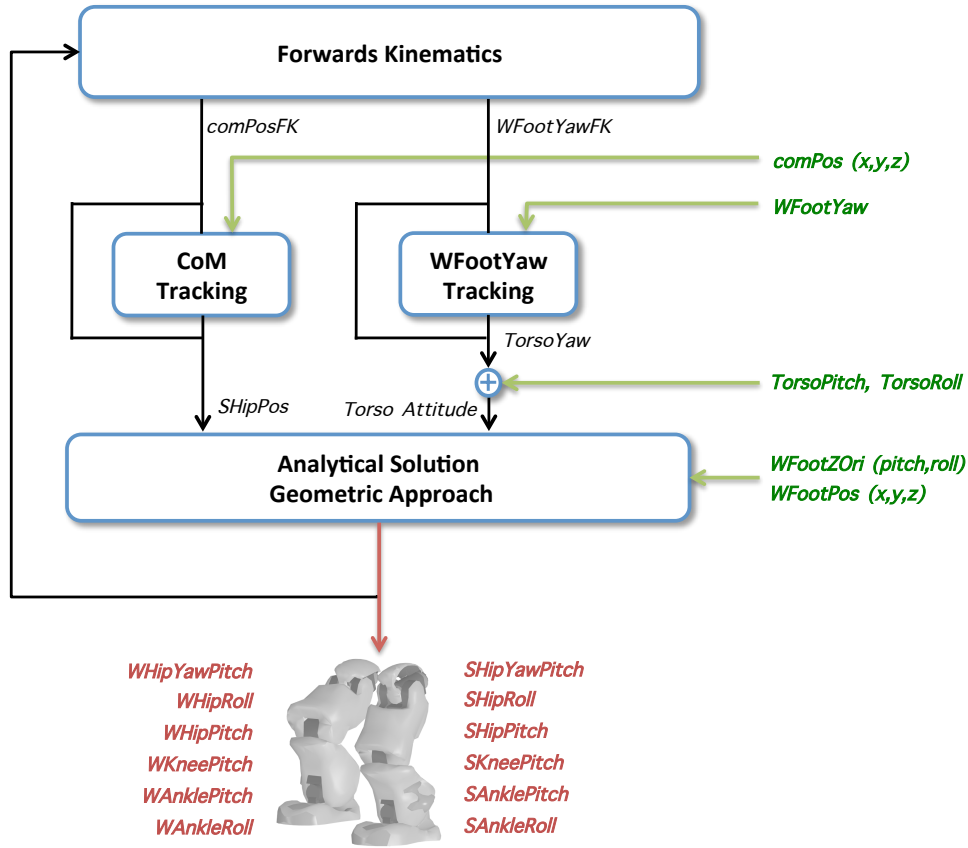 Forwards Kinematics
comPosFK
WFootYawFK
comPos (x,y,z)
WFootYaw
CoM
Tracking
WFootYaw
Tracking
TorsoYaw
+
TorsoPitch, TorsoRoll
SHipPos
Torso Attitude
Analytical Solution
Geometric Approach
WFootZOri (pitch,roll)
WFootPos (x,y,z)
WHipYawPitch
WHipRoll
WHipPitch
WKneePitch
WAnklePitch
WAnkleRoll
SHipYawPitch
SHipRoll
SHipPitch
SKneePitch
SAnklePitch
SAnkleRoll